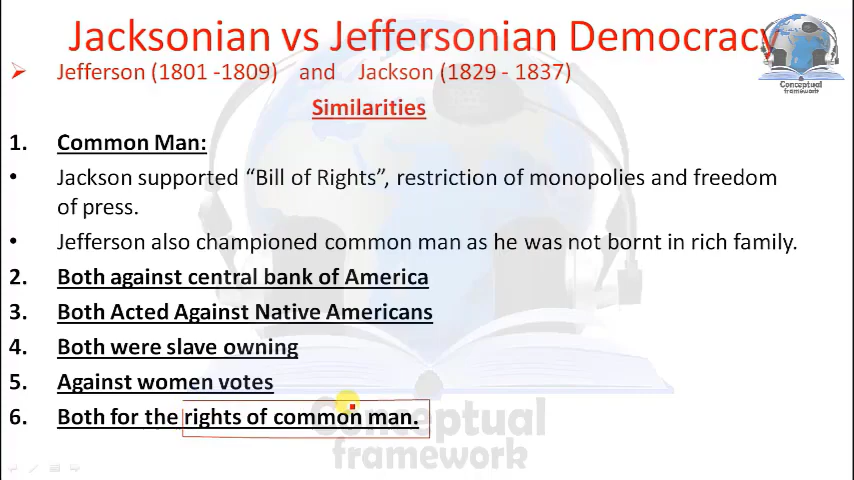 Jacksonian vs Jeffersonian Democracy
Conceptual
framework
➢ Jefferson (1801 -1809) and Jackson (1829 - 1837)
Similarities
1. Common Man:
• Jackson supported “Bill of Rights”, restriction of monopolies and freedom
of press.
• Jefferson also championed common man as he was not bornt in rich family.
2. Both against central bank of America
3. Both Acted Against Native Americans
4. Both were slave owning
5. Against women votes
6. Both for the rights of common man.
Conceptual
framework